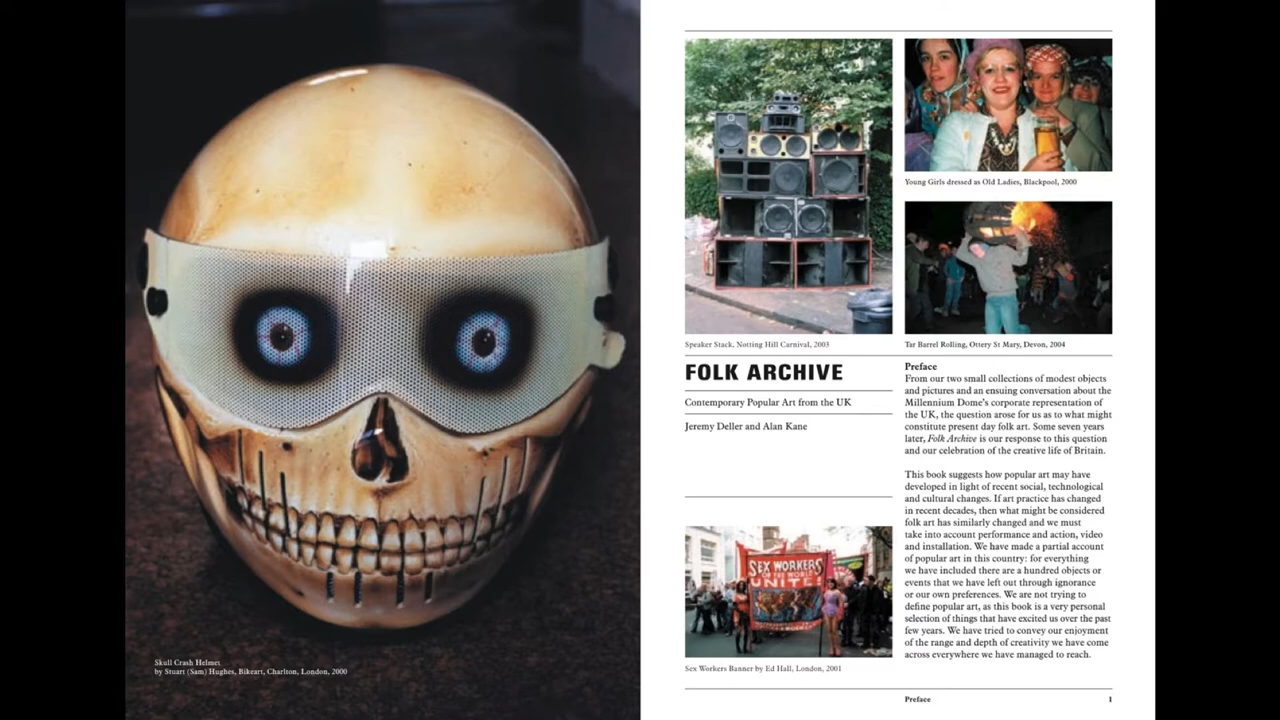 Skull Crash Helmet
by Stuart (Sam) Hughes, Bikeart, Charlton, London, 2000
Speaker Stack, Notting Hill Carnival, 2003
Young Girls dressed as Old Ladies, Blackpool, 2000
Tar Barrel Rolling, Ottery St Mary, Devon, 2004
FOLK ARCHIVE
Contemporary Popular Art from the UK
Jeremy Deller and Alan Kane
SEX WORKERS
OF THE WORLD
UNITE!
Sex Workers Banner by Ed Hall, London, 2001
Preface
From our two small collections of modest objects
and pictures and an ensuing conversation about the
Millennium Dome's corporate representation of
the UK, the question arose for us as to what might
constitute present day folk art. Some seven years
later, Folk Archive is our response to this question
and our celebration of the creative life of Britain.
This book suggests how popular art may have
developed in light of recent social, technological
and cultural changes. If art practice has changed
in recent decades, then what might be considered
folk art has similarly changed and we must
take into account performance and action, video
and installation. We have made a partial account
of popular art in this country: for everything
we have included there are a hundred objects or
events that we have left out through ignorance
or our own preferences. We are not trying to
define popular art, as this book is a very personal
selection of things that have excited us over the past
few years. We have tried to convey our enjoyment
of the range and depth of creativity we have come
across everywhere we have managed to reach.
Preface
1